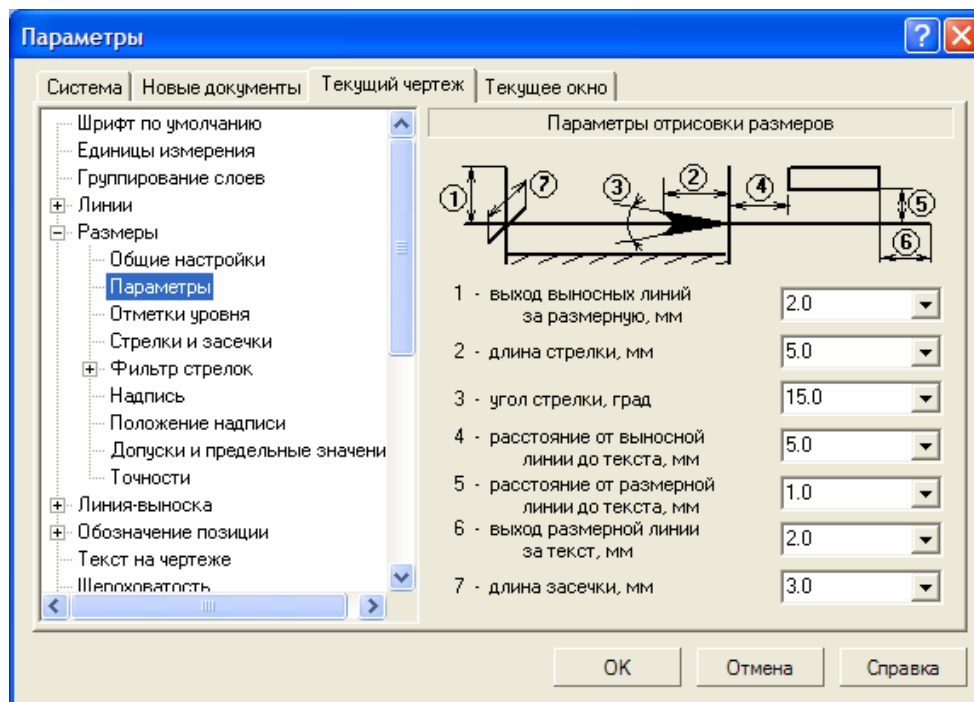 Параметры
Система
Новые документы
Текущий чертеж
Текущее окно
Шрифт по умолчанию
Единицы измерения
Группирование слоев
Линии
Размеры
Общие настройки
Параметры
Отметки уровня
Стрелки и засечки
Фильтр стрелок
Надпись
Положение надписи
Допуски и предельные значени
Точности
Линия-выноска
Обозначение позиции
Текст на чертеже
Шероховатость
Параметры отрисовки размеров
1
7
3
2
4
5
6
1 - выход выносных линий
за размерную, мм
2.0
2 - длина стрелки, мм
5.0
3 - угол стрелки, град
15.0
4 - расстояние от выносной
линии до текста, мм
5.0
5 - расстояние от размерной
линии до текста, мм
1.0
6 - выход размерной линии
за текст, мм
2.0
7 - длина засечки, мм
3.0
OK
Отмена
Справка